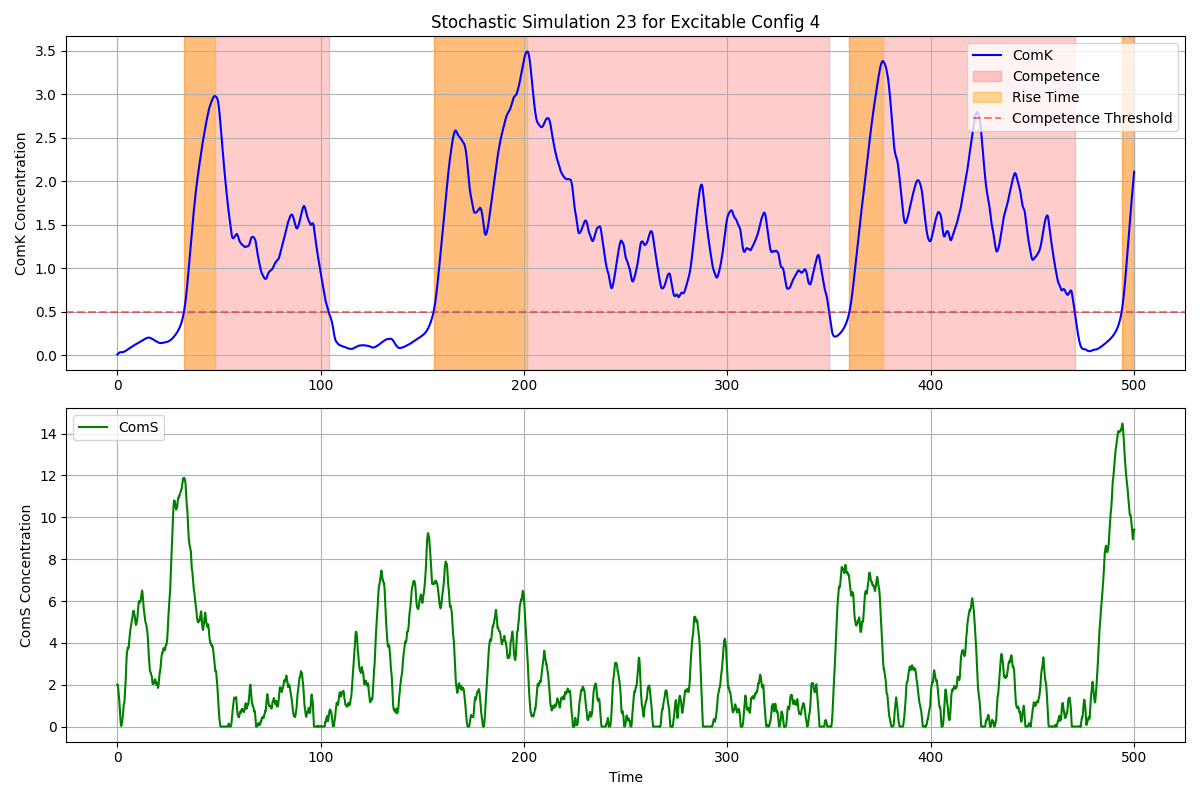 Stochastic Simulation 23 for Excitable Config 4
ComK Concentration
3.5
3.0
2.5
2.0
1.5
1.0
0.5
0.0
ComK
Competence
Rise Time
Competence Threshold
0 100 200 300 400 500
ComS Concentration
14
12
10
8
6
4
2
0
ComS
0 100 200 300 400 500
Time